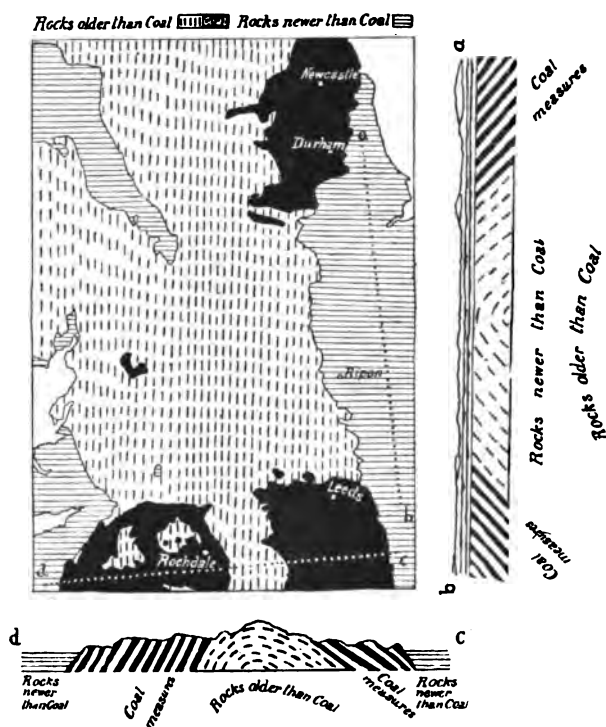 Rocks older than Coal Rocks newer than Coal
Newcastle
Durham
a
Ripon
Leeds
b
Rochdale
d
c
a
Coal
measures
Rocks newer than Coal
Rocks older than Coal
Coal
measures
b
d
c
Rocks
newer
than Coal
Coal
measurs
Rocks older than Coal
Coal
measures
Rocks
newer
than Coal